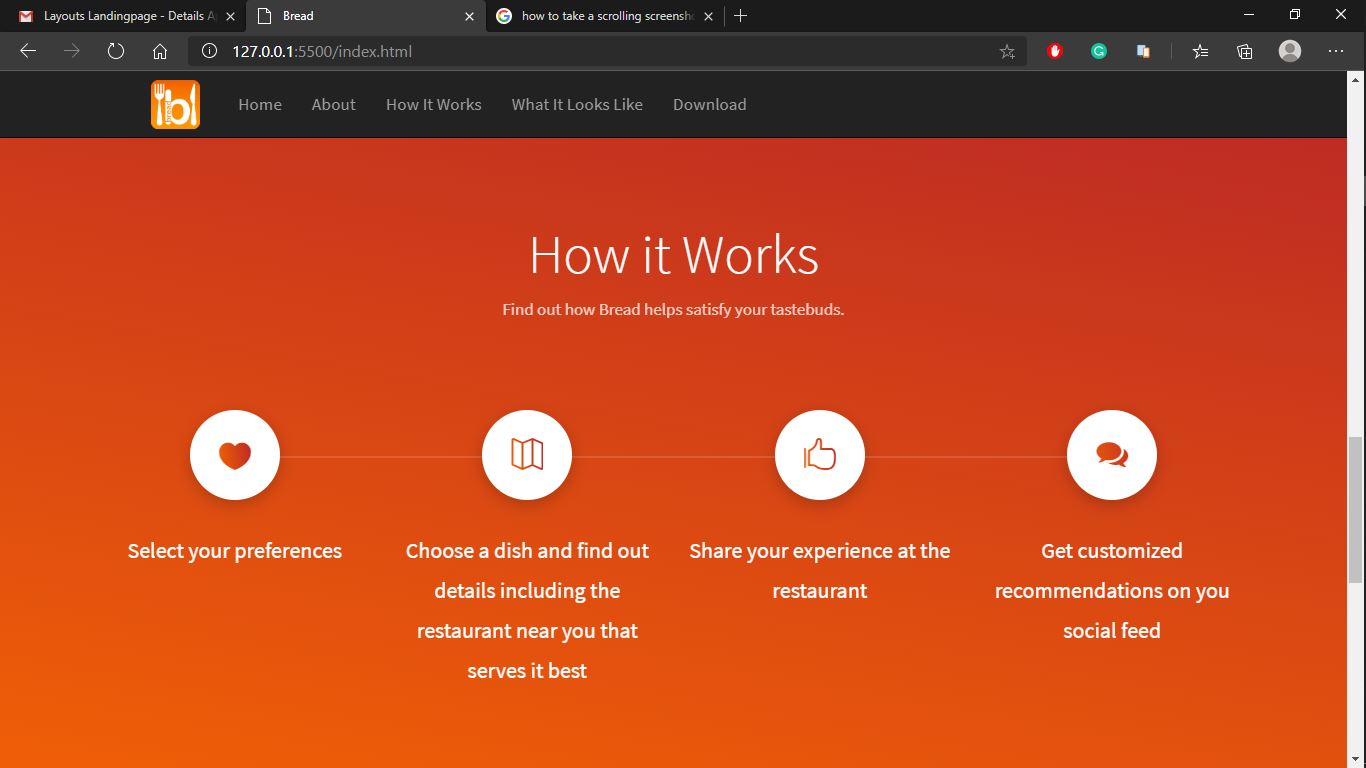 Layouts Landingpage - Details A
Bread
how to take a scrolling screensh
127.0.0.1:5500/index.html
bread
Home
About
How It Works
What It Looks Like
Download
How it Works
Find out how Bread helps satisfy your tastebuds.
Select your preferences
Choose a dish and find out
details including the
restaurant near you that
serves it best
Share your experience at the
restaurant
Get customized
recommendations on you
social feed